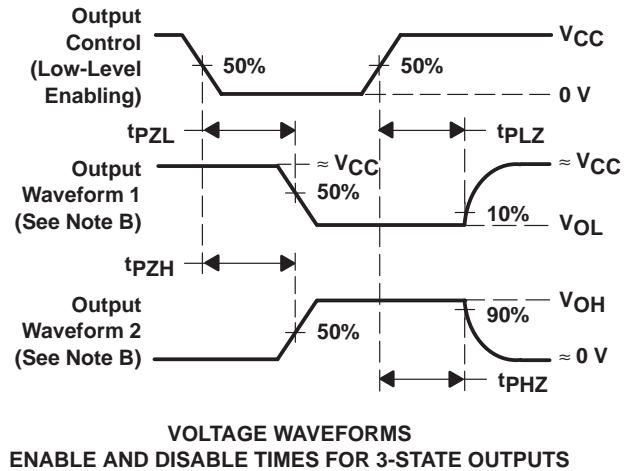 Output
Control
(Low-Level
Enabling)
50%
50%
VCC
0 V
tPZL
tPLZ
Output
Waveform 1
(See Note B)
≈ VCC
50%
≈ VCC
10%
VOL
tPZH
Output
Waveform 2
(See Note B)
50%
VOH
90%
≈ 0 V
tPHZ
VOLTAGE WAVEFORMS
ENABLE AND DISABLE TIMES FOR 3-STATE OUTPUTS